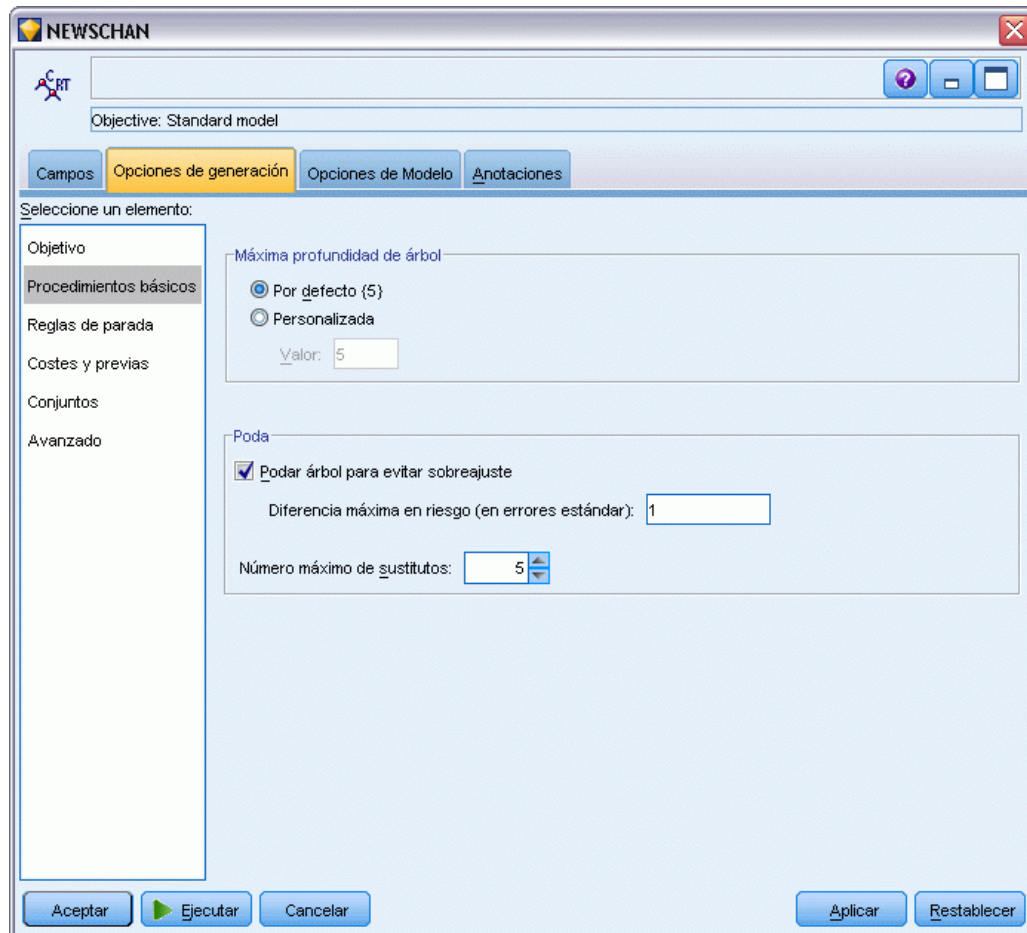 NEWSCHAN
C RT
Objective: Standard model
Campos
Opciones de generación
Opciones de Modelo
Anotaciones
Seleccione un elemento:
Objetivo
Procedimientos básicos
Reglas de parada
Costes y previas
Conjuntos
Avanzado
Máxima profundidad de árbol
Por defecto {5}
Personalizada
Valor: 5
Poda
Podar árbol para evitar sobreajuste
Diferencia máxima en riesgo (en errores estándar): 1
Número máximo de sustitutos: 5
Aceptar
Ejecutar
Cancelar
Aplicar
Restablecer